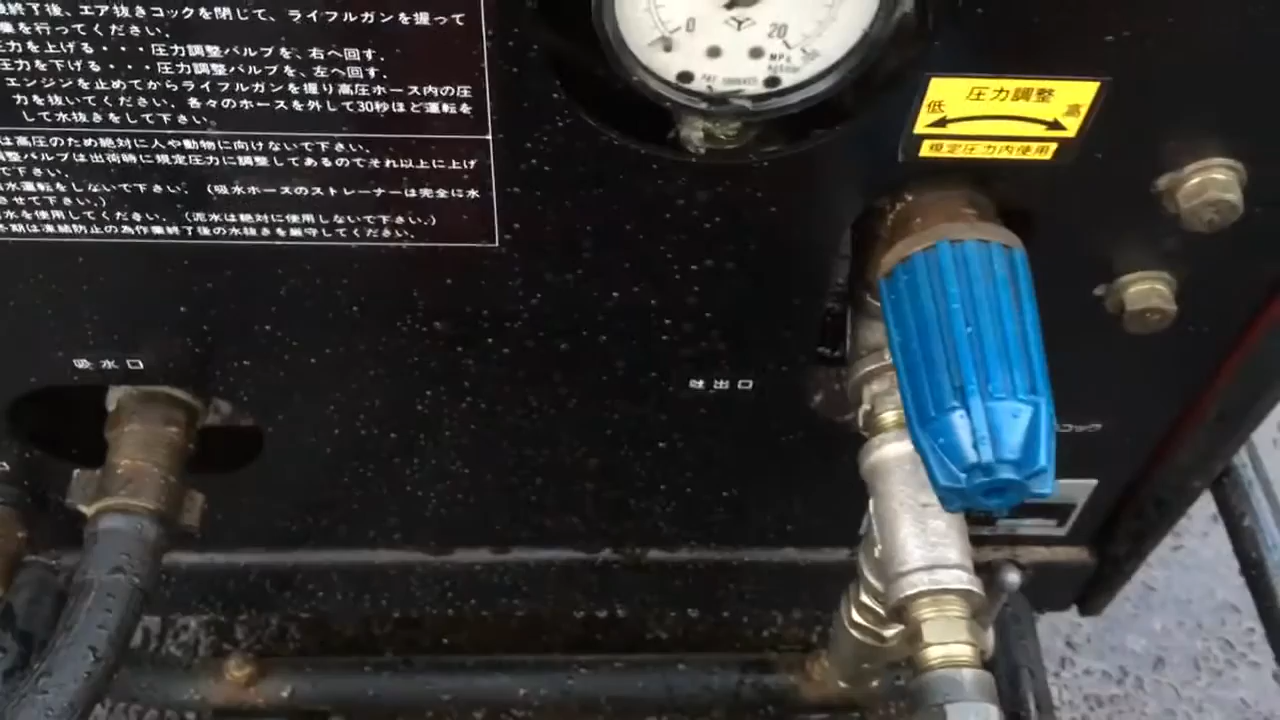 終了後、エア抜きコックを閉じて、ライフルガンを握って
業を行ってください。
圧力を上げる・・・圧力調整バルブを、右へ回す。
圧力を下げる・・・圧力調整バルブを、左へ回す。
エンジンを止めてからライフルガンを握り高圧ホース内の圧
力を抜いてください。各々のホースを外して30秒ほど運転を
して水抜きをして下さい。
は高圧のため絶対に人や動物に向けないで下さい。
調整バルブは出荷時に規定圧力に調整してあるのでそれ以上に上げ
で下さい。
水運転をしないで下さい。（吸水ホースのストレーナーは完全に水
させて下さい。）
水を使用してください。（泥水は絶対に使用しないで下さい。）
期は凍結防止の為作業終了後の水抜きを厳守してください。
0
20
MPa
圧力調整
低
高
規定圧力内使用
吸水口
吐出口
コック